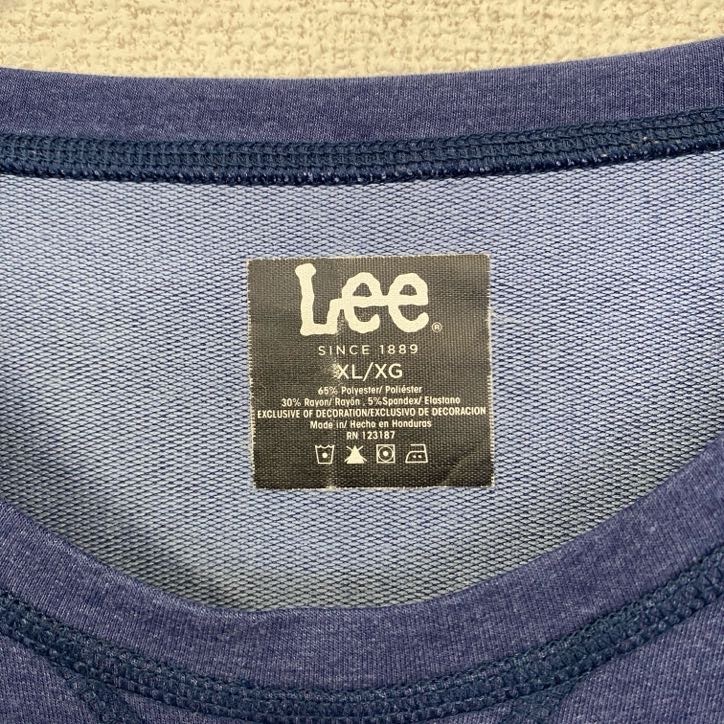 Lee®
SINCE 1889
XL/XG
65% Polyester/ Poliéster
30% Rayon/ Rayón , 5%Spandex/ Elastano
EXCLUSIVE OF DECORATION/EXCLUSIVO DE DECORACION
Made in/ Hecho en Honduras
RN 123187